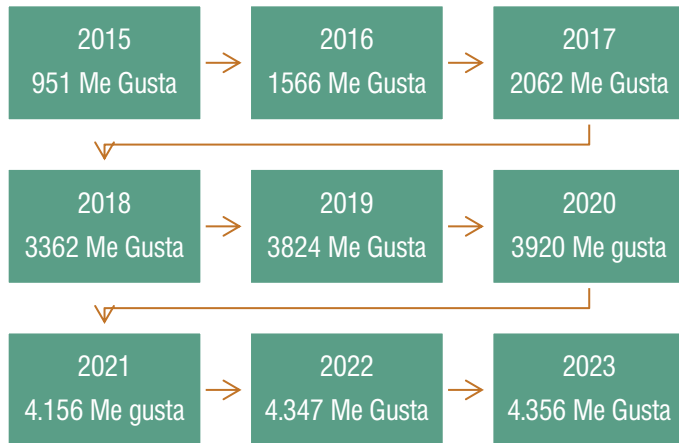 2015
951 Me Gusta
2016
1566 Me Gusta
2017
2062 Me Gusta
2018
3362 Me Gusta
2019
3824 Me Gusta
2020
3920 Me gusta
2021
4.156 Me gusta
2022
4.347 Me Gusta
2023
4.356 Me Gusta